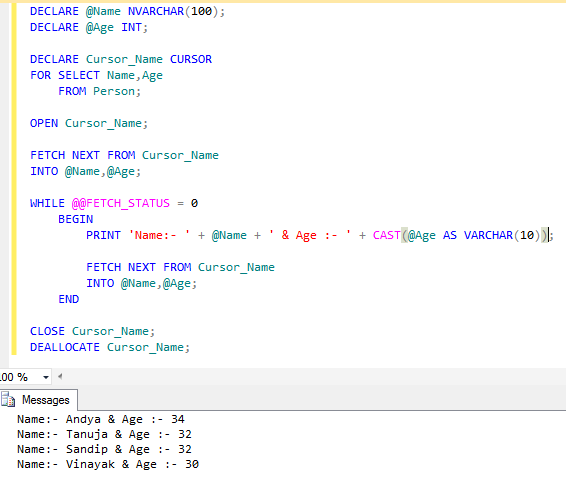 DECLARE @Name NVARCHAR(100);
DECLARE @Age INT;
DECLARE Cursor_Name CURSOR
FOR SELECT Name,Age
FROM Person;
OPEN Cursor_Name;
FETCH NEXT FROM Cursor_Name
INTO @Name,@Age;
WHILE @@FETCH_STATUS = 0
BEGIN
PRINT 'Name:- ' + @Name + ' & Age :- ' + CAST(@Age AS VARCHAR(10));
FETCH NEXT FROM Cursor_Name
INTO @Name,@Age;
END
CLOSE Cursor_Name;
DEALLOCATE Cursor_Name;
.00 %
Messages
Name:- Andya & Age :- 34
Name:- Tanuja & Age :- 32
Name:- Sandip & Age :- 32
Name:- Vinayak & Age :- 30